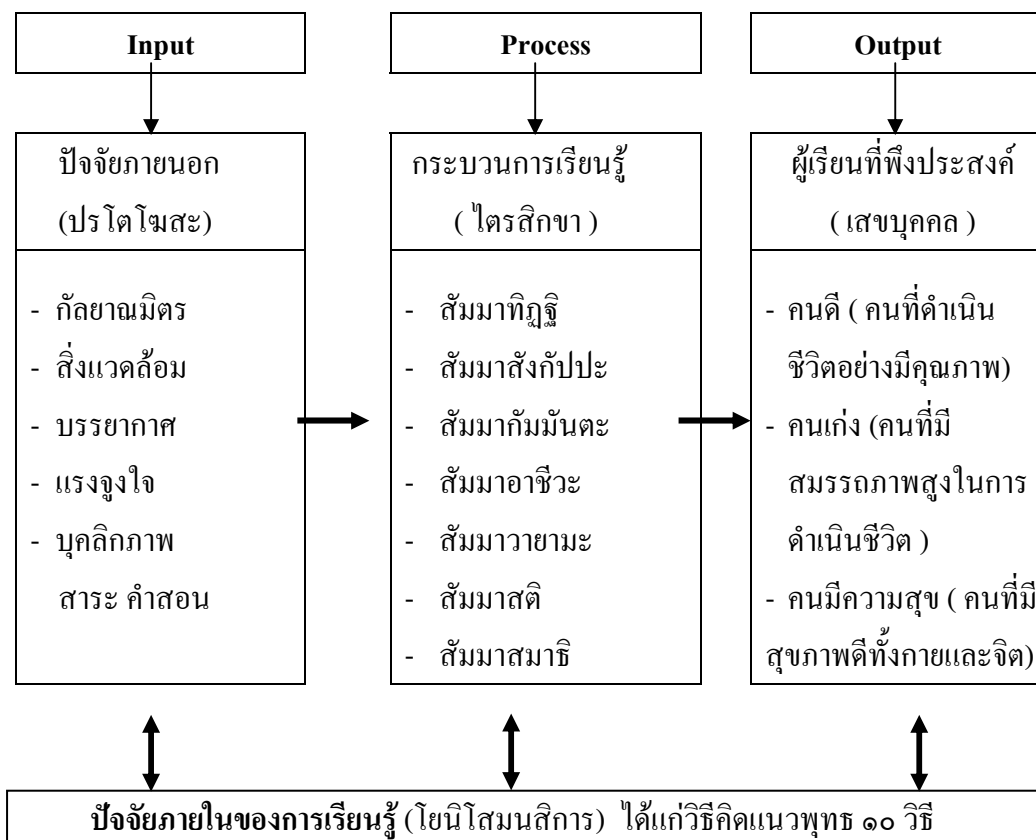 Input
ปัจจัยภายนอก
(ปรโตโฆสะ)
- กัลยาณมิตร
- สิ่งแวดล้อม
- บรรยากาศ
- แรงจูงใจ
- บุคลิกภาพ
สาระ คำสอน
Process
กระบวนการเรียนรู้
( ไตรสิกขา )
- สัมมาทิฏฐิ
- สัมมาสังกัปปะ
- สัมมากัมมันตะ
- สัมมาอาชีวะ
- สัมมาวายามะ
- สัมมาสติ
- สัมมาสมาธิ
Output
ผู้เรียนที่พึงประสงค์
( เสขบุคคล )
- คนดี ( คนที่ดำเนิน
ชีวิตอย่างมีคุณภาพ)
- คนเก่ง (คนที่มี
สมรรถภาพสูงในการ
ดำเนินชีวิต )
- คนมีความสุข ( คนที่มี
สุขภาพดีทั้งกายและจิต)
ปัจจัยภายในของการเรียนรู้ (โยนิโสมนสิการ) ได้แก่วิธีคิดแนวพุทธ ๑๐ วิธี